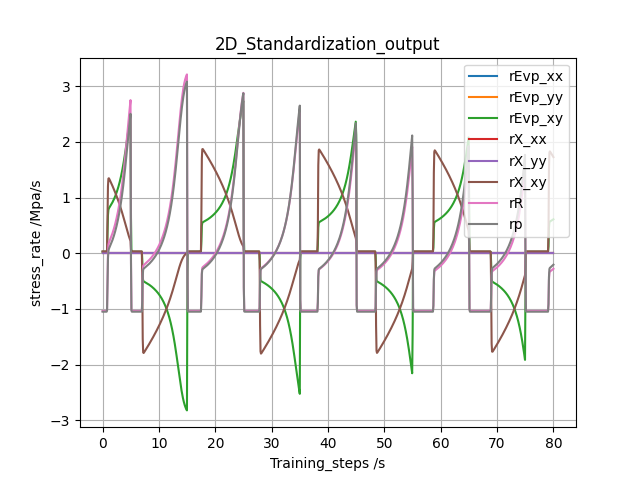 2D_Standardization_output
stress_rate /Mpa/s
3
2
1
0
−1
−2
−3
rEvp_xx
rEvp_yy
rEvp_xy
rX_xx
rX_yy
rX_xy
rR
rp
0 10 20 30 40 50 60 70 80
Training_steps /s